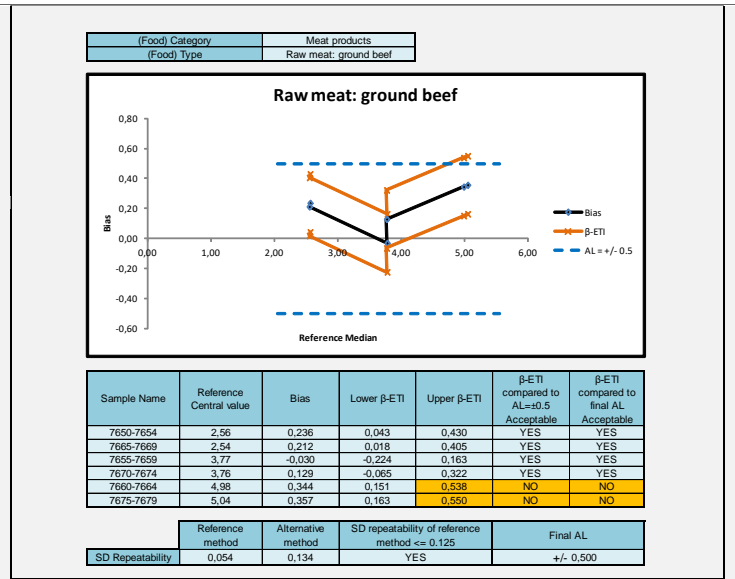 (Food) Category Meat products
(Food) Type Raw meat: ground beef
Raw meat: ground beef
0,80
0,60
0,40
0,20
0,00
-0,20
-0,40
-0,60
0,00 1,00 2,00 3,00 4,00 5,00 6,00
Bias
Reference Median
Bias
β-ETI
AL = +/- 0.5
Sample Name Reference Central value Bias Lower β-ETI Upper β-ETI β-ETI compared to AL=±0.5 Acceptable β-ETI compared to final AL Acceptable
7650-7654 2,56 0,236 0,043 0,430 YES YES
7665-7669 2,54 0,212 0,018 0,405 YES YES
7655-7659 3,77 -0,030 -0,224 0,163 YES YES
7670-7674 3,76 0,129 -0,065 0,322 YES YES
7660-7664 4,98 0,344 0,151 0,538 NO NO
7675-7679 5,04 0,357 0,163 0,550 NO NO
Reference method Alternative method SD repeatability of reference method <= 0.125 Final AL
SD Repeatability 0,054 0,134 YES +/- 0,500